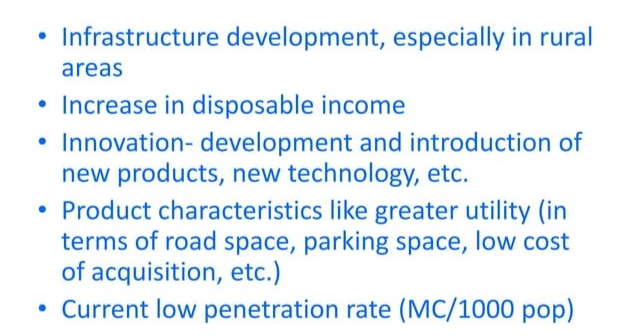 • Infrastructure development, especially in rural
areas
• Increase in disposable income
• Innovation- development and introduction of
new products, new technology, etc.
• Product characteristics like greater utility (in
terms of road space, parking space, low cost
of acquisition, etc.)
• Current low penetration rate (MC/1000 pop)